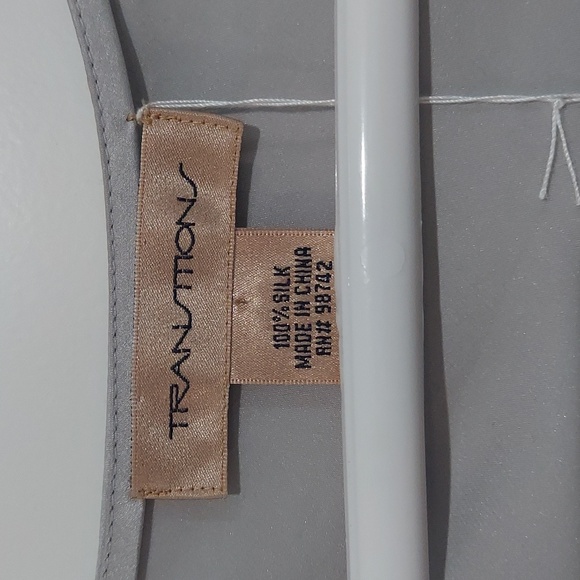 TRANSITIONS
100% SILK
MADE IN CHINA
RN# 98742